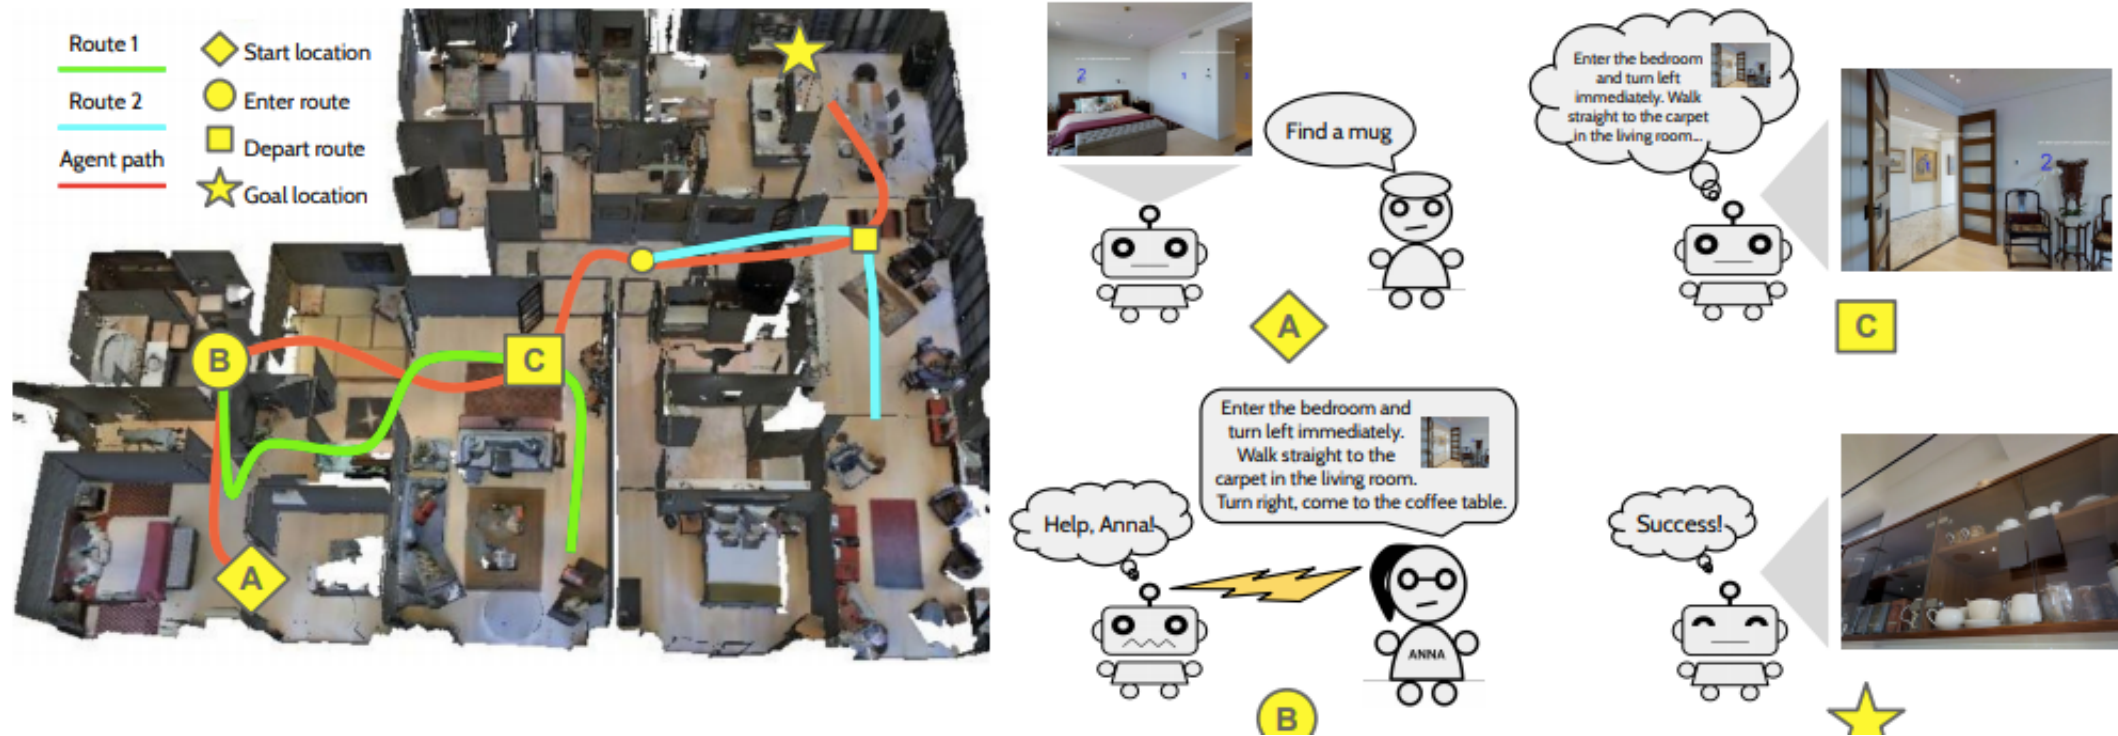 Route 1
Route 2
Agent path
Start location
Enter route
Depart route
Goal location
B
C
A
2
Find a mug
A
Enter the bedroom
and turn left
immediately. Walk
straight to the carpet
in the living room...
2
C
Help, Anna!
Enter the bedroom and
turn left immediately.
Walk straight to the
carpet in the living room.
Turn right, come to the coffee table.
ANNA
B
Success!